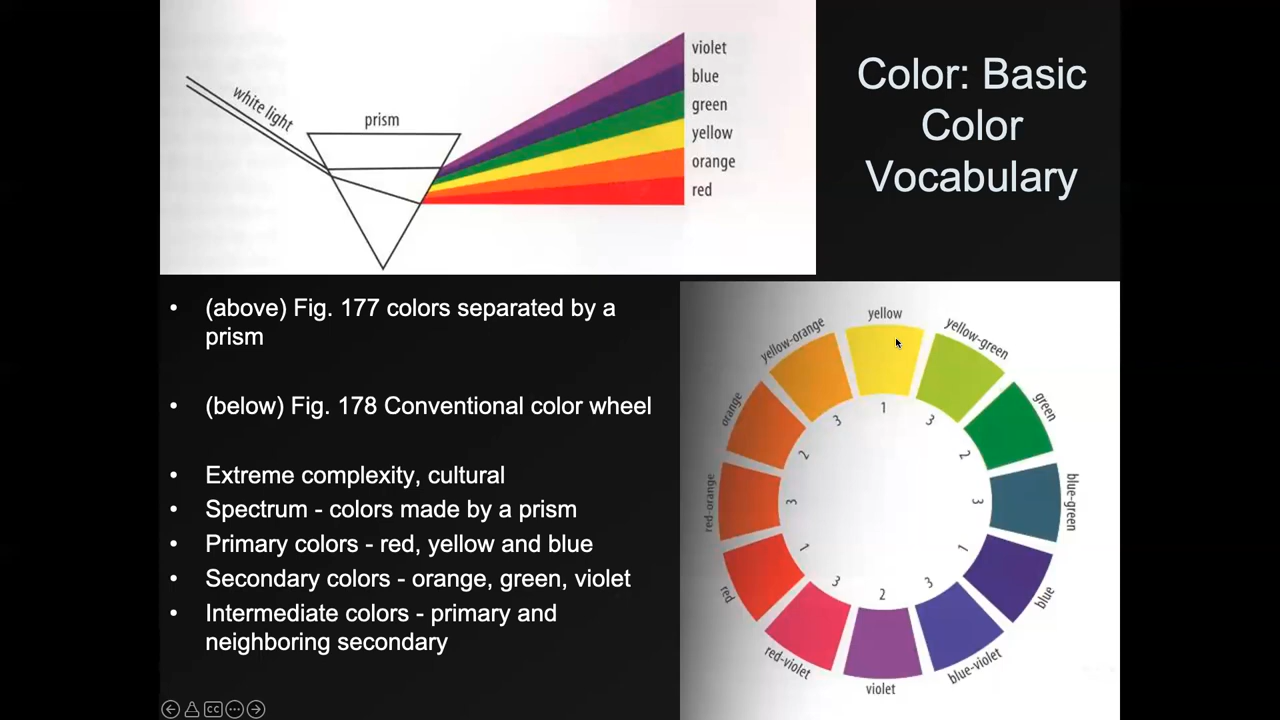 white light
prism
violet
blue
green
yellow
orange
red
Color: Basic
Color
Vocabulary
• (above) Fig. 177 colors separated by a
prism
• (below) Fig. 178 Conventional color wheel
• Extreme complexity, cultural
• Spectrum - colors made by a prism
• Primary colors - red, yellow and blue
• Secondary colors - orange, green, violet
• Intermediate colors - primary and
neighboring secondary
yellow
yellow-green
green
blue-green
blue
blue-violet
violet
red-violet
red
red-orange
orange
yellow-orange
1
3
2
3
1
3
2
3
1
3
2
3
CC